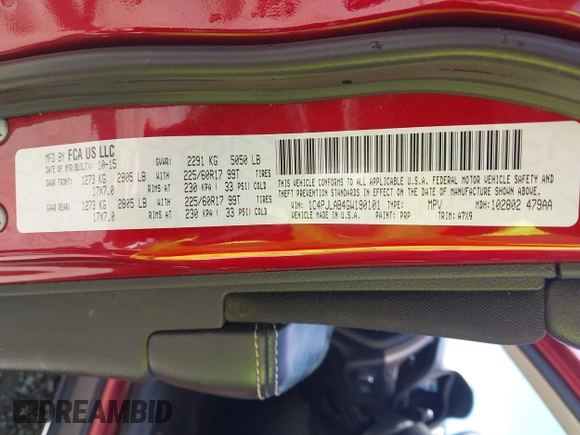 MFD BY FCA US LLC
DATE OF MFR(BUILT): 10-15 GVWR: 2291 KG 5050 LB
GAWR FRONT: 1273 KG 2805 LB WITH 225/60R17 99T TIRES
17X7.0 RIMS AT 230 KPA ( 33 PSI) COLD
GAWR REAR: 1273 KG 2805 LB WITH 225/60R17 99T TIRES
17X7.0 RIMS AT 230 KPA ( 33 PSI) COLD
THIS VEHICLE CONFORMS TO ALL APPLICABLE U.S.A. FEDERAL MOTOR VEHICLE SAFETY AND
THEFT PREVENTION STANDARDS IN EFFECT ON THE DATE OF MANUFACTURE SHOWN ABOVE.
VIN: 1C4PJLAB4GW190101 TYPE: MPV MDH: 102802 479AA
VEHICLE MADE IN U.S.A. PAINT: PRP TRIM: A7X9
DREAMBID